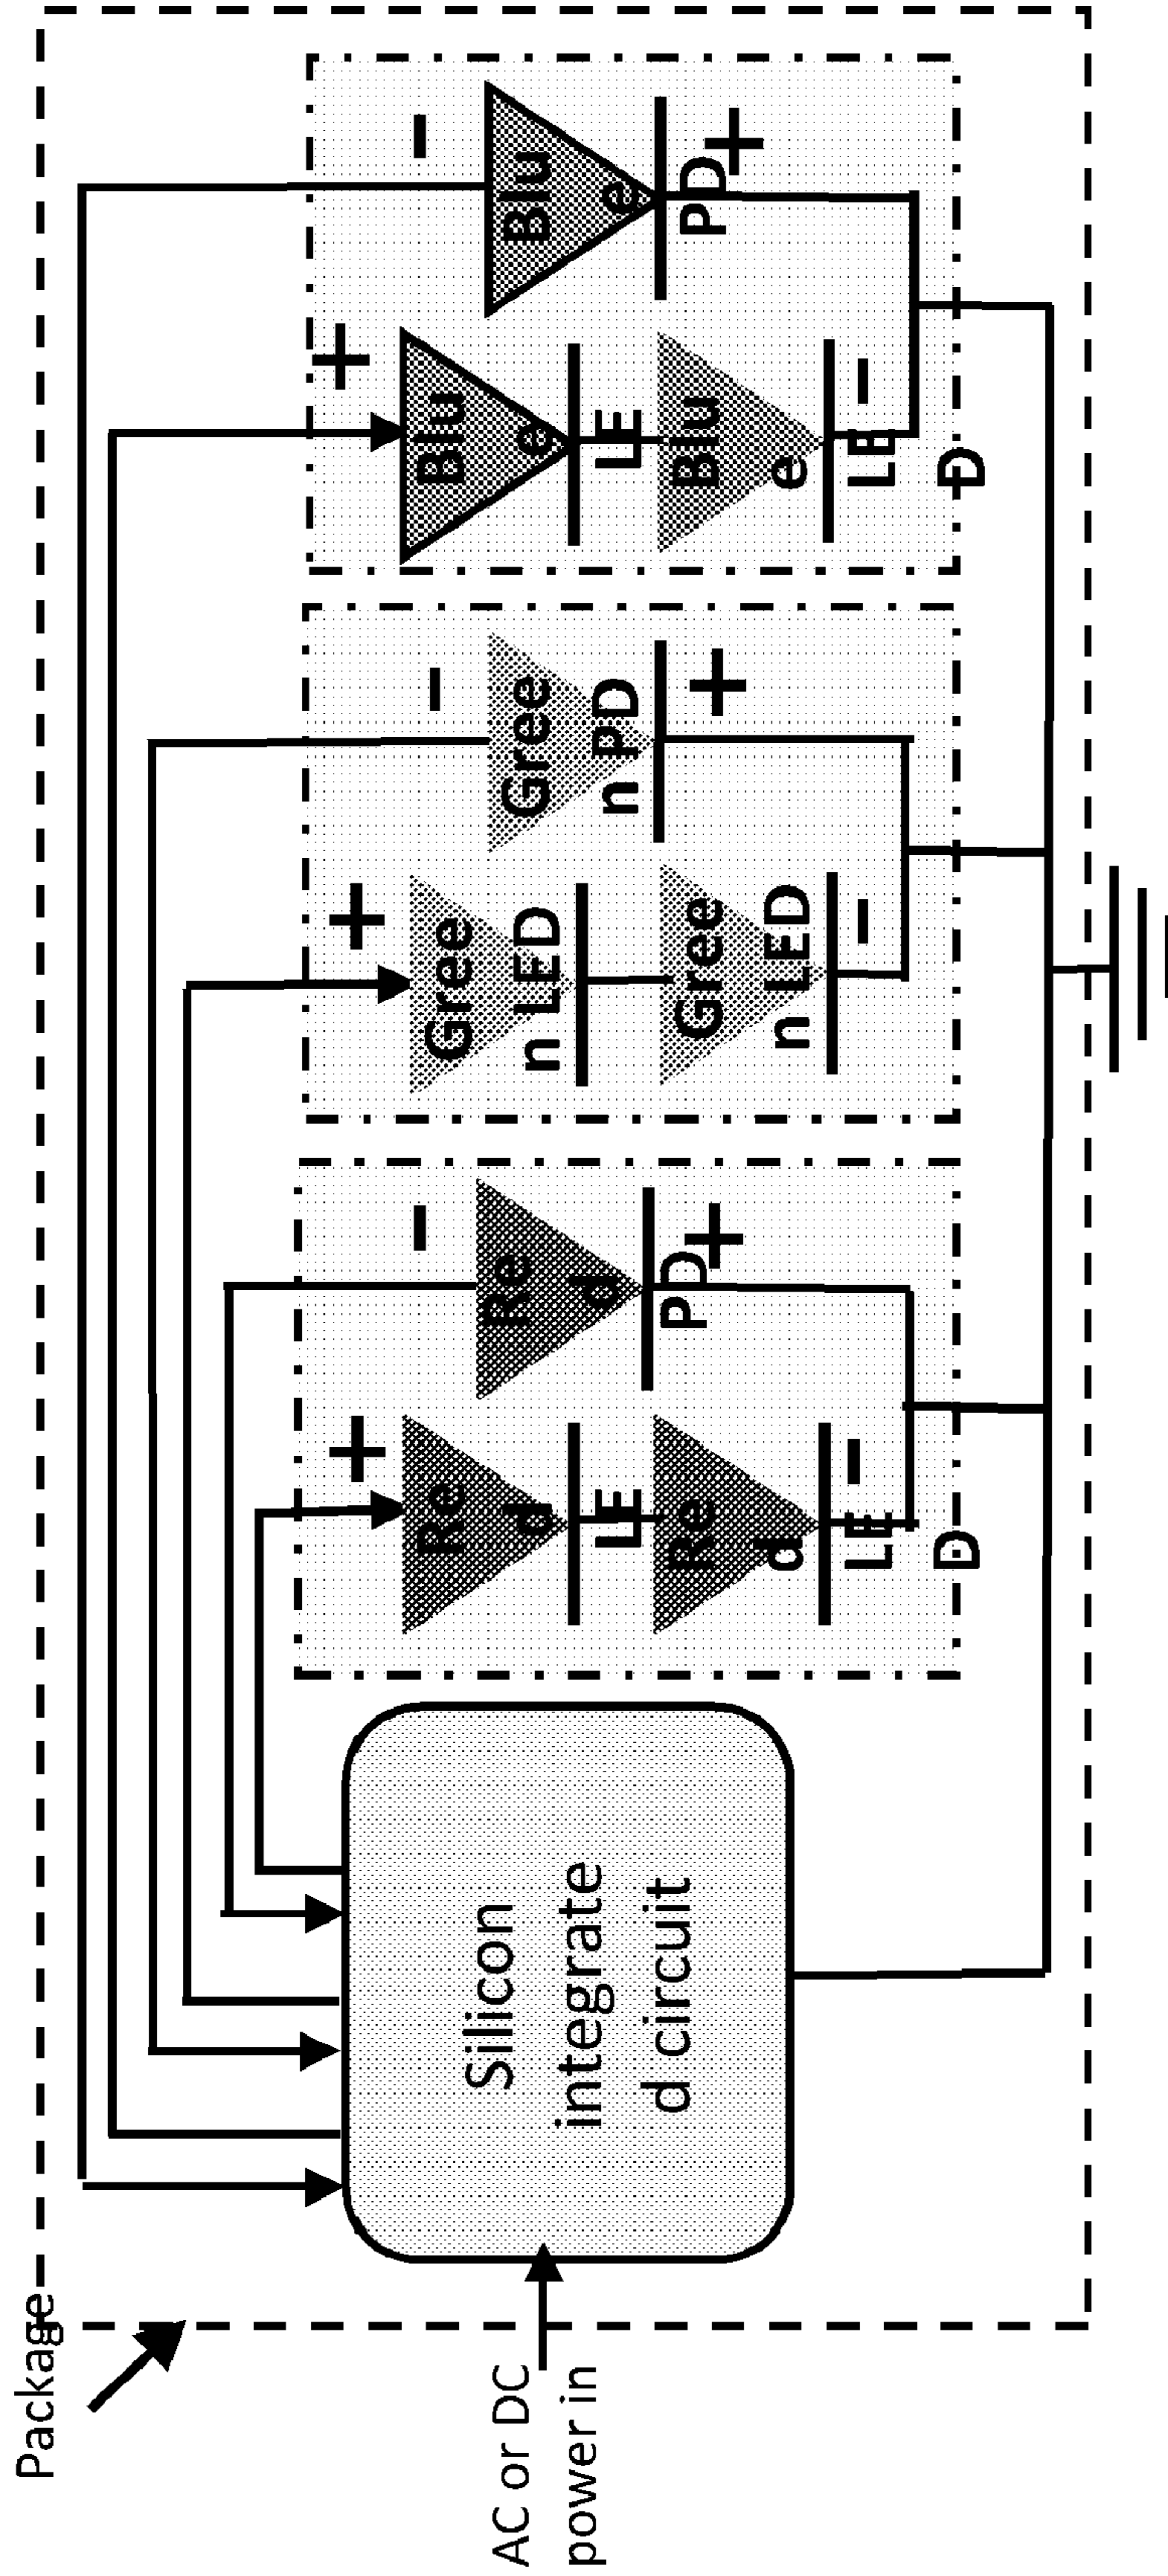 Package
AC or DC
power in
Silicon
integrate
d circuit
+
Re
d
LE
Re
d
LE
D
-
-
Re
d
PD
+
+
Gree
n LED
Gree
n LED
-
-
Gree
n PD
+
+
Blu
e
LE
Blu
e
LE
D
-
-
Blu
e
PD
+